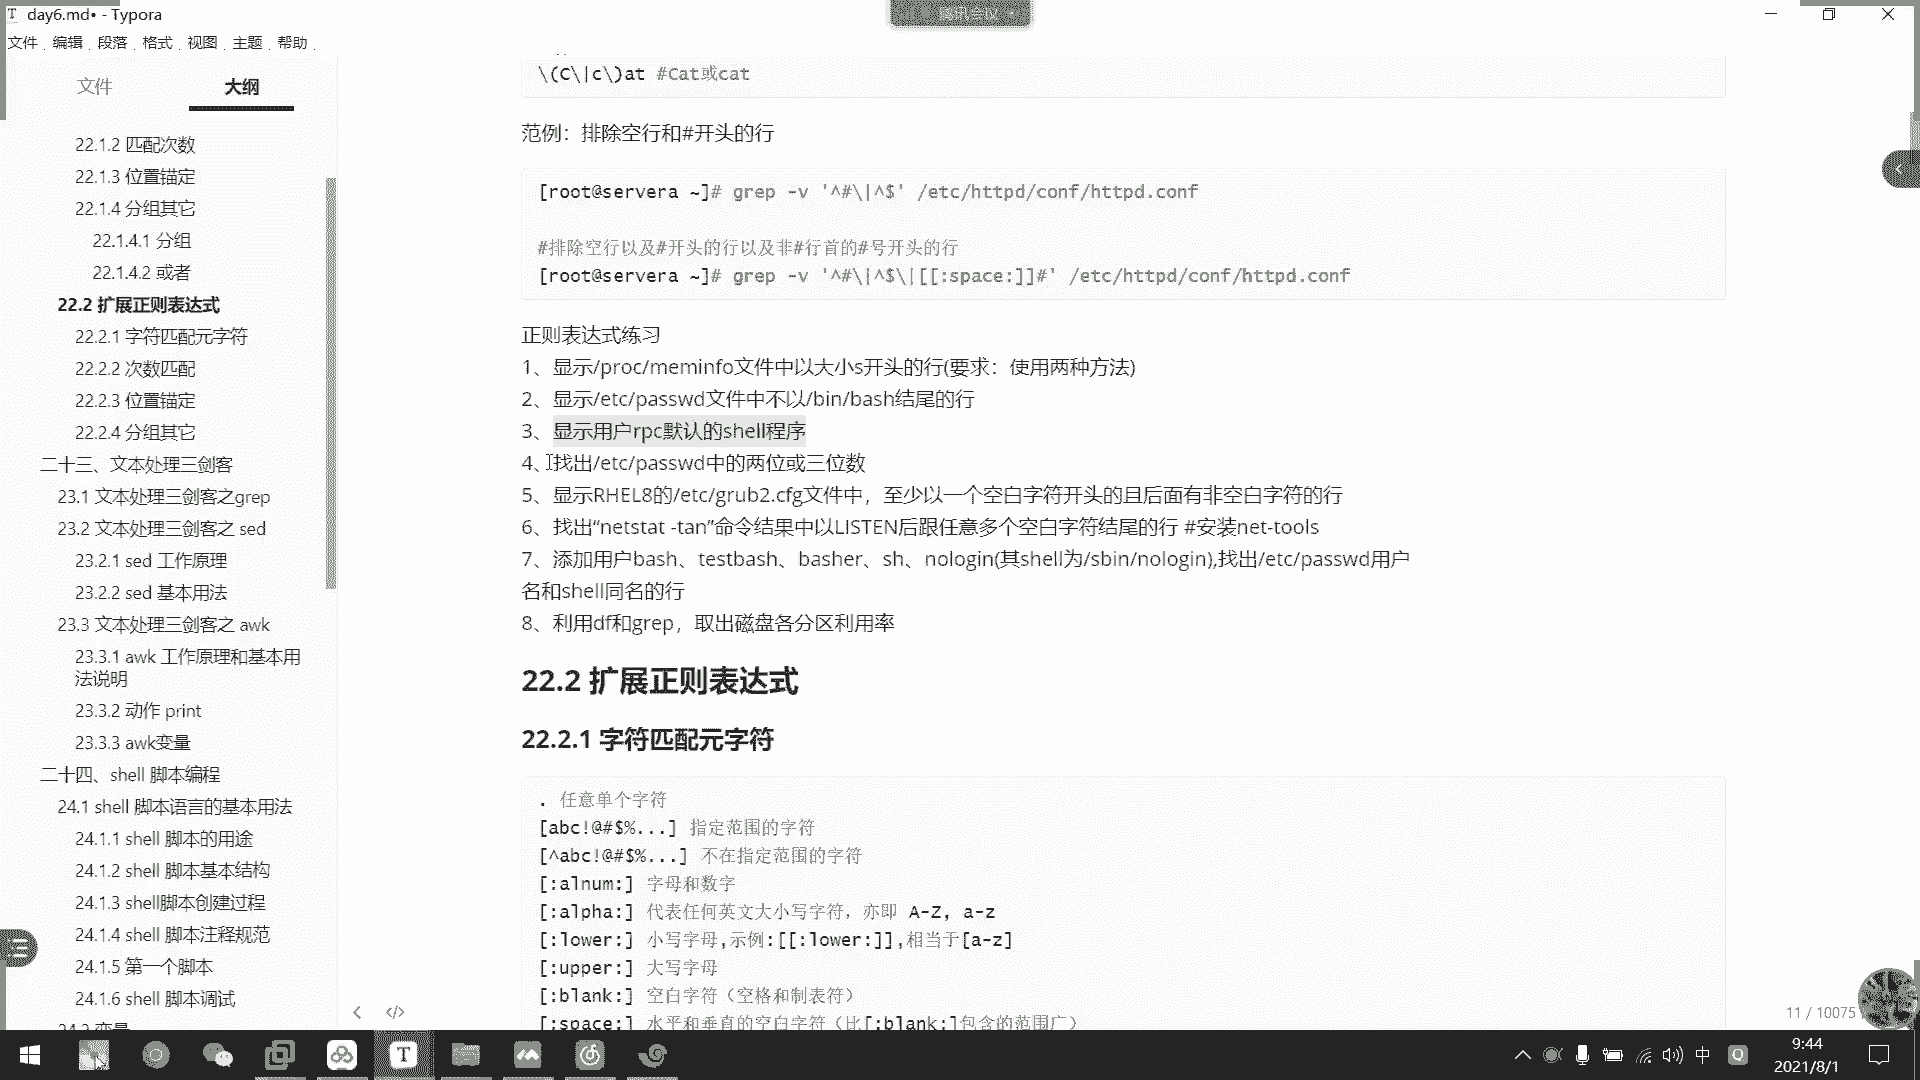 day6.md• - Typora
腾讯会议
文件 编辑 段落 格式 视图 主题 帮助
文件 大纲
22.1.2 匹配次数
22.1.3 位置锚定
22.1.4 分组其它
22.1.4.1 分组
22.1.4.2 或者
22.2 扩展正则表达式
22.2.1 字符匹配元字符
22.2.2 次数匹配
22.2.3 位置锚定
22.2.4 分组其它
二十三、文本处理三剑客
23.1 文本处理三剑客之grep
23.2 文本处理三剑客之 sed
23.2.1 sed 工作原理
23.2.2 sed 基本用法
23.3 文本处理三剑客之 awk
23.3.1 awk 工作原理和基本用
法说明
23.3.2 动作 print
23.3.3 awk变量
二十四、shell 脚本编程
24.1 shell 脚本语言的基本用法
24.1.1 shell 脚本的用途
24.1.2 shell 脚本基本结构
24.1.3 shell脚本创建过程
24.1.4 shell 脚本注释规范
24.1.5 第一个脚本
24.1.6 shell 脚本调试
24.2 变量
\(C\|c\)at #Cat或cat
范例：排除空行和#开头的行
[root@servera ~]# grep -v '^#\|^$' /etc/httpd/conf/httpd.conf
#排除空行以及#开头的行以及非#行首的#号开头的行
[root@servera ~]# grep -v '^#\|^$\|[[:space:]]#' /etc/httpd/conf/httpd.conf
正则表达式练习
1、显示/proc/meminfo文件中以大小s开头的行(要求：使用两种方法)
2、显示/etc/passwd文件中不以/bin/bash结尾的行
3、显示用户rpc默认的shell程序
4、找出/etc/passwd中的两位或三位数
5、显示RHEL8的/etc/grub2.cfg文件中，至少以一个空白字符开头的且后面有非空白字符的行
6、找出“netstat -tan”命令结果中以LISTEN后跟任意多个空白字符结尾的行 #安装net-tools
7、添加用户bash、testbash、basher、sh、nologin(其shell为/sbin/nologin),找出/etc/passwd用户
名和shell同名的行
8、利用df和grep，取出磁盘各分区利用率
22.2 扩展正则表达式
22.2.1 字符匹配元字符
. 任意单个字符
[abc!@#$%...] 指定范围的字符
[^abc!@#$%...] 不在指定范围的字符
[:alnum:] 字母和数字
[:alpha:] 代表任何英文大小写字符，亦即 A-Z, a-z
[:lower:] 小写字母,示例:[[:lower:]],相当于[a-z]
[:upper:] 大写字母
[:blank:] 空白字符（空格和制表符）
[:space:] 水平和垂直的空白字符（比[:blank:]包含的范围广）
11 / 10075
中
9:44
2021/8/1